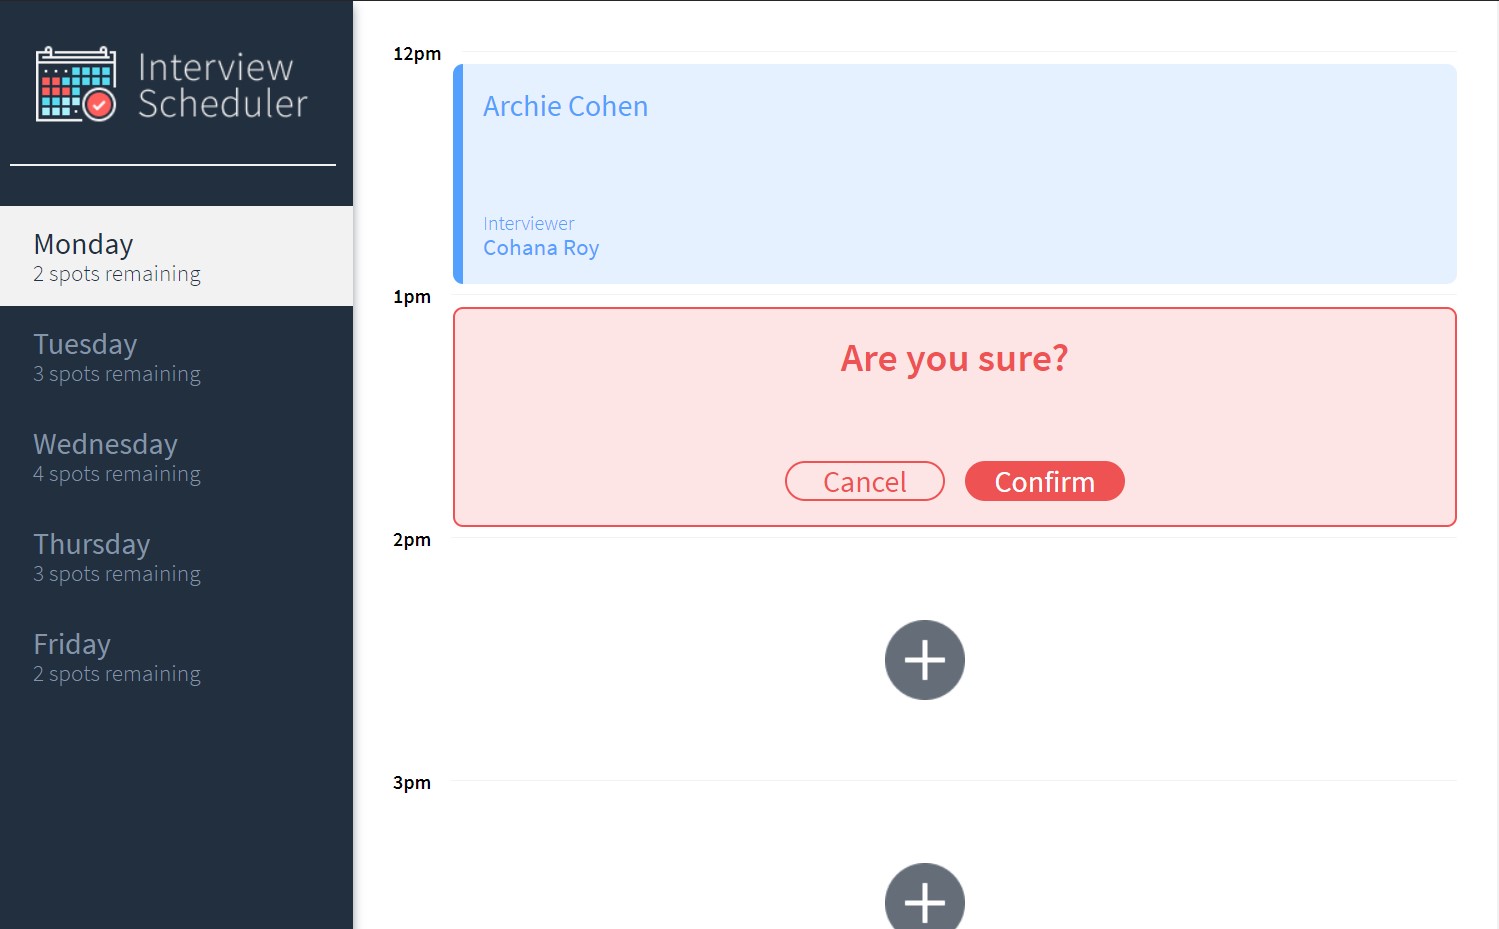 Interview
Scheduler
Monday
2 spots remaining
Tuesday
3 spots remaining
Wednesday
4 spots remaining
Thursday
3 spots remaining
Friday
2 spots remaining
12pm
Archie Cohen
Interviewer
Cohana Roy
1pm
Are you sure?
Cancel Confirm
2pm
3pm